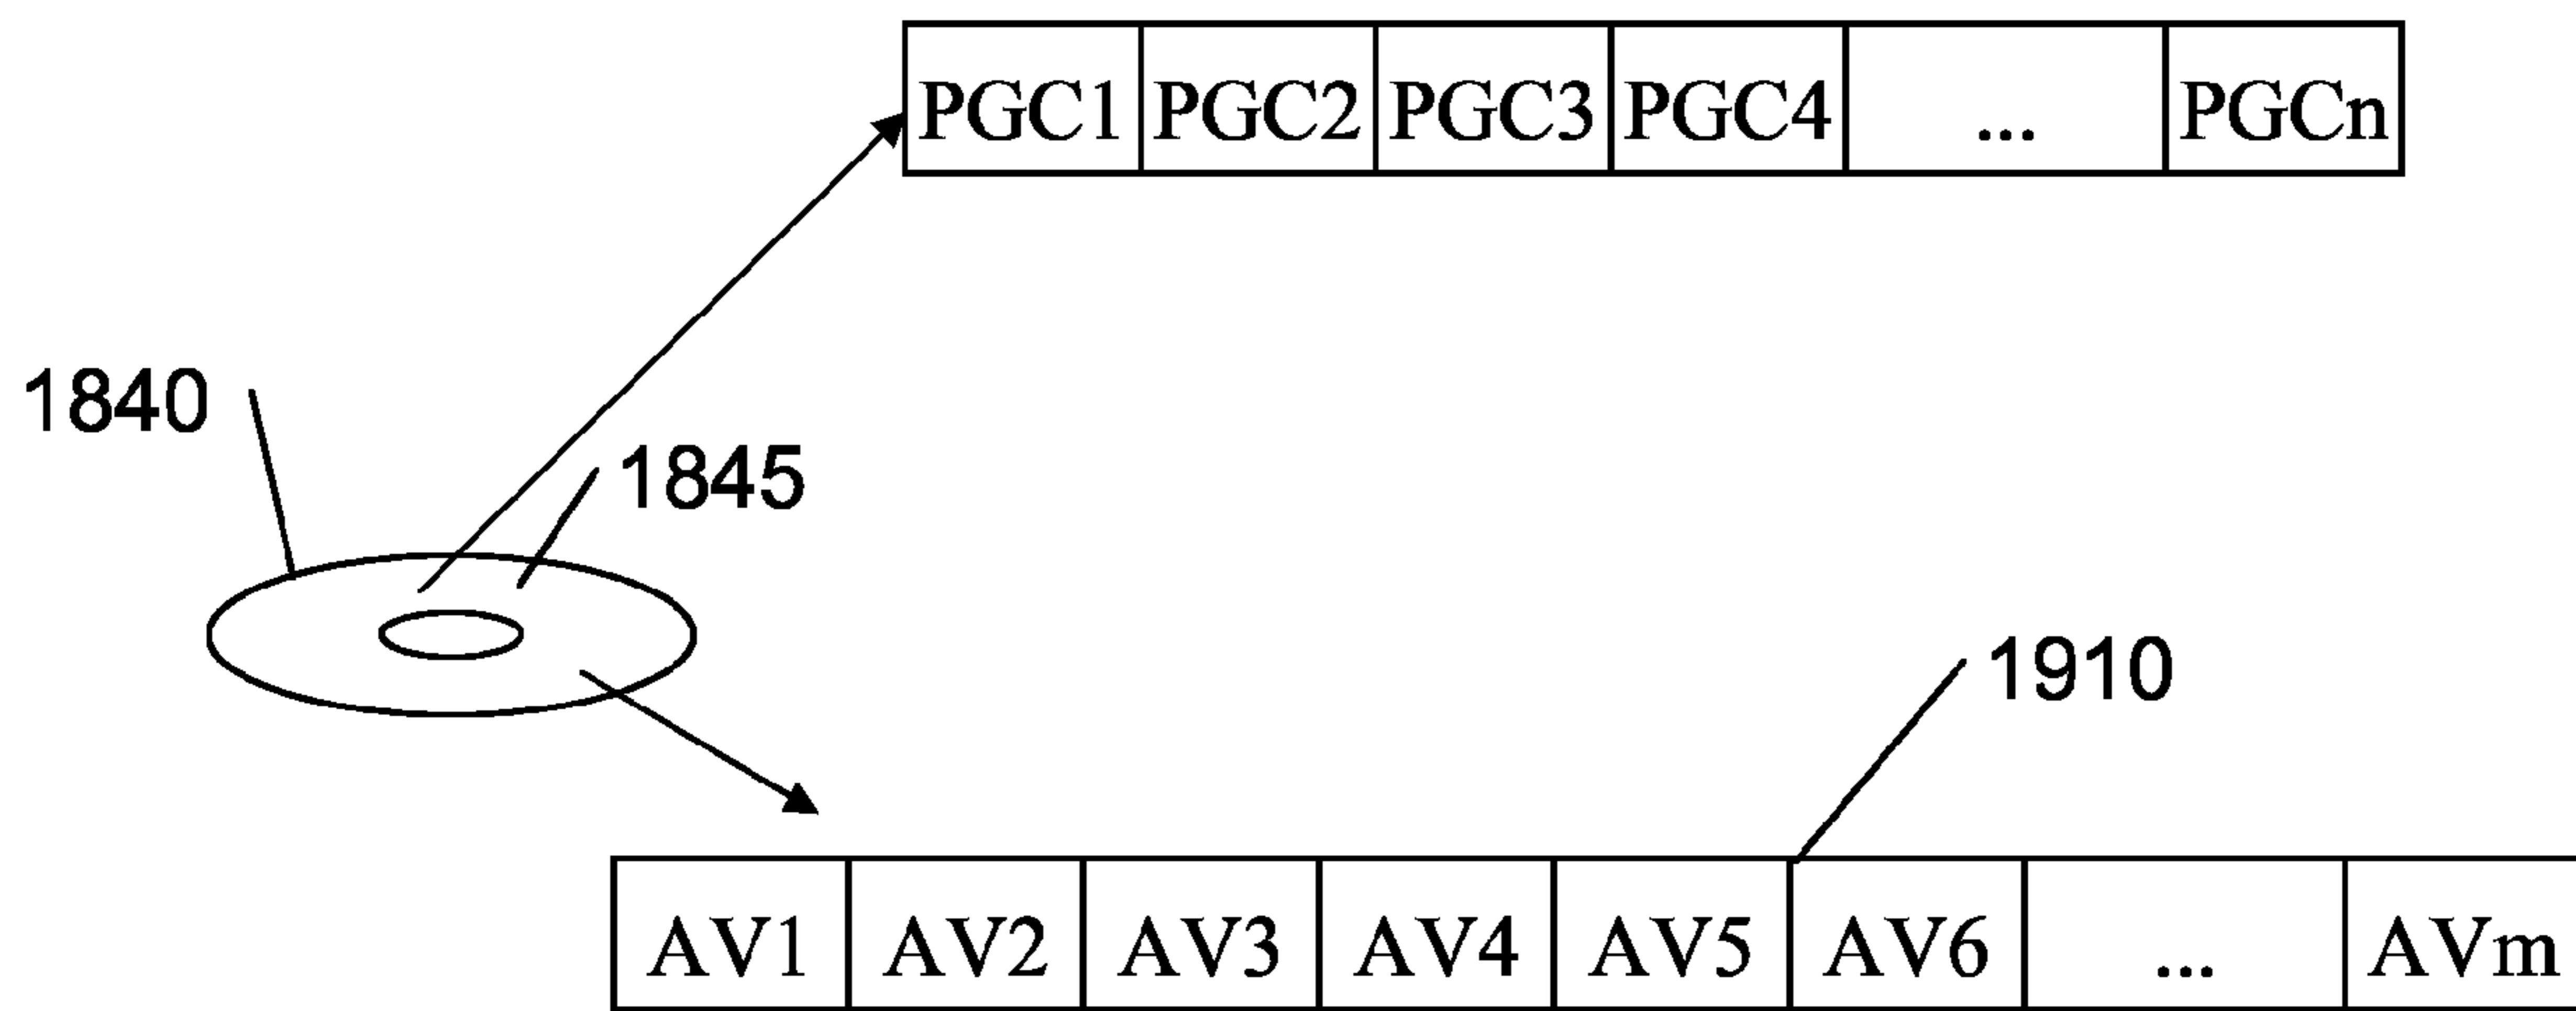 PGC1 PGC2 PGC3 PGC4 ... PGCn
1840
1845
1910
AV1 AV2 AV3 AV4 AV5 AV6 ... AVm